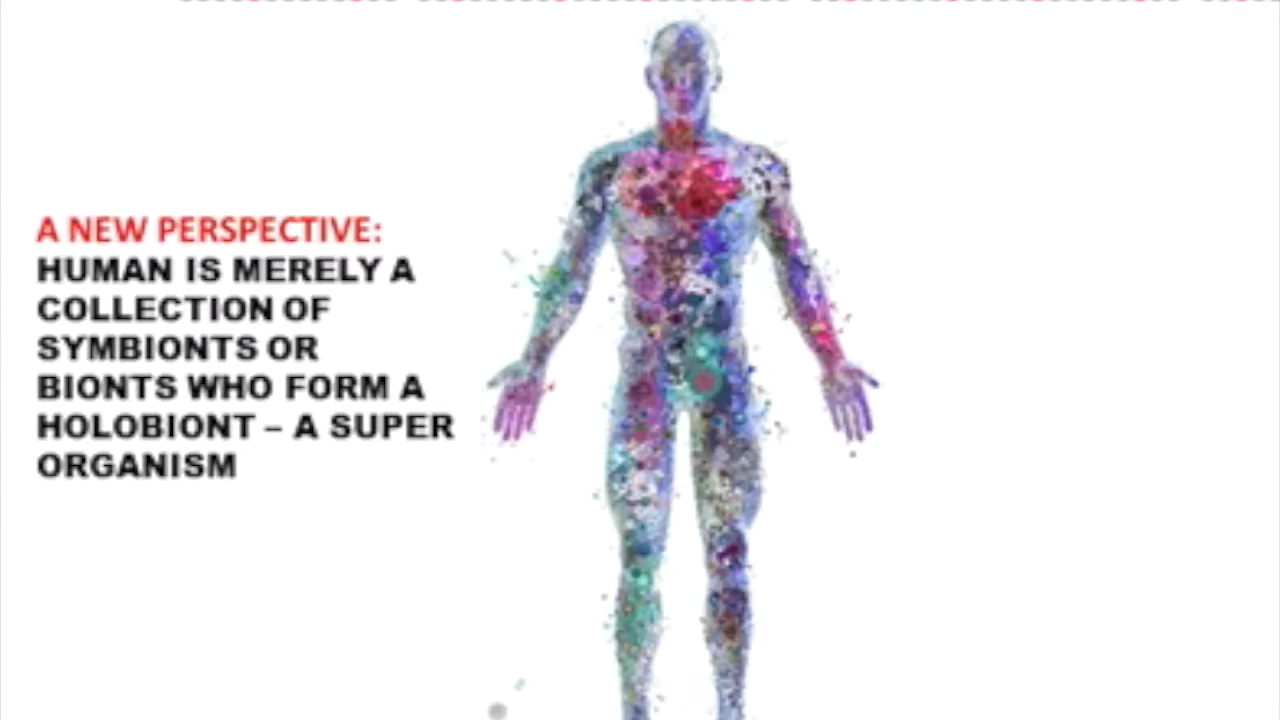 A NEW PERSPECTIVE:
HUMAN IS MERELY A
COLLECTION OF
SYMBIONTS OR
BIONTS WHO FORM A
HOLOBIONT – A SUPER
ORGANISM